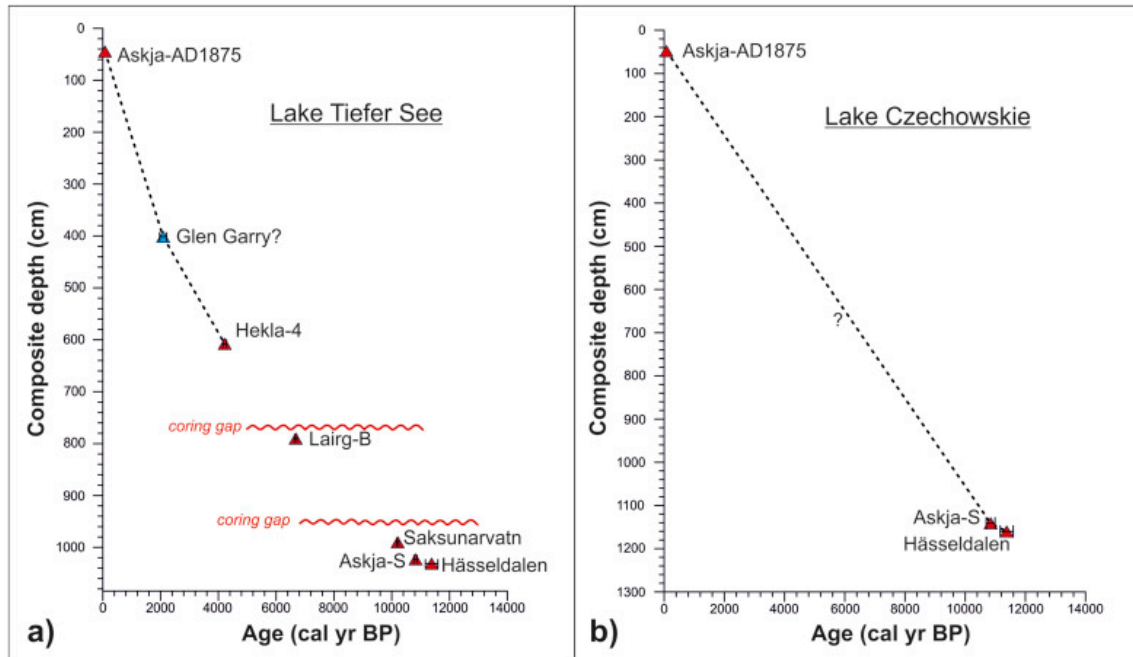 Lake Tiefer See
Composite depth (cm)
0
100
200
300
400
500
600
700
800
900
1000
Askja-AD1875
Glen Garry?
Hekla-4
coring gap
Lairg-B
coring gap
Saksunarvatn
Askja-S
Hässeldalen
0 2000 4000 6000 8000 10000 12000 14000
Age (cal yr BP)
a)
Lake Czechowskie
Composite depth (cm)
0
100
200
300
400
500
600
700
800
900
1000
1100
1200
1300
Askja-AD1875
?
Askja-S
Hässeldalen
0 2000 4000 6000 8000 10000 12000 14000
Age (cal yr BP)
b)